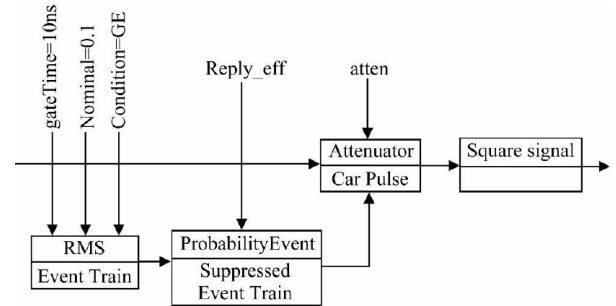 gateTime=10ns
Nominal=0.1
Condition=GE
Reply_eff
atten
Attenuator
Car Pulse
Square signal
RMS
Event Train
ProbabilityEvent
Suppressed
Event Train